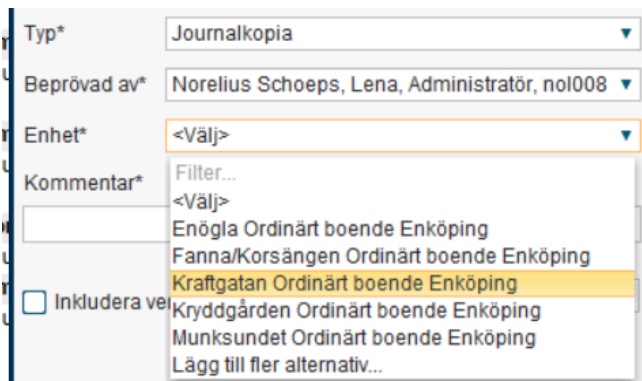 Typ*
Journalkopia
Beprövad av*
Norelius Schoeps, Lena, Administratör, nol008
Enhet*
<Välj>
Kommentar*
Filter...
<Välj>
Enögla Ordinärt boende Enköping
Fanna/Korsängen Ordinärt boende Enköping
Kraftgatan Ordinärt boende Enköping
Inkludera ve
Kryddgården Ordinärt boende Enköping
Munksundet Ordinärt boende Enköping
Lägg till fler alternativ...